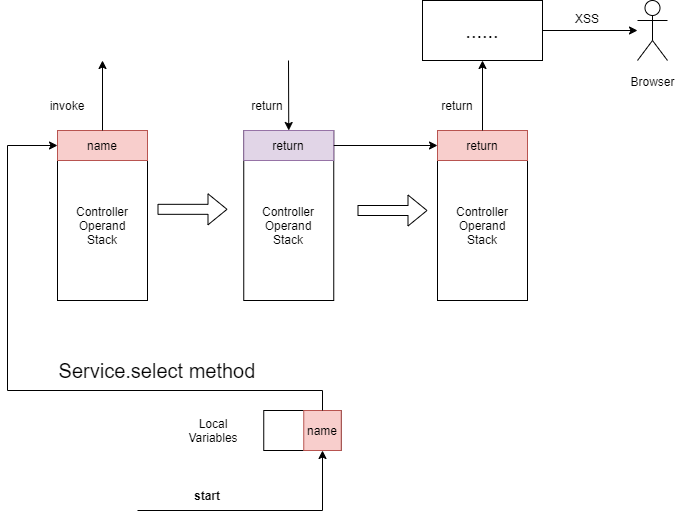 ......
XSS
Browser
invoke
return
return
name
return
return
Controller
Operand
Stack
Controller
Operand
Stack
Controller
Operand
Stack
Service.select method
Local
Variables
name
start